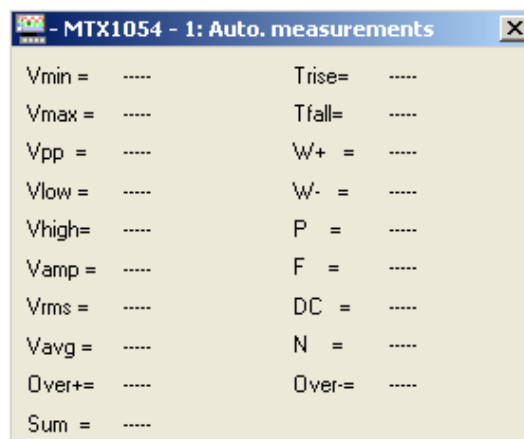 - MTX1054 - 1: Auto. measurements
Vmin = ----- Trise= -----
Vmax = ----- Tfall= -----
Vpp = ----- W+ = -----
Vlow = ----- W- = -----
Vhigh= ----- P = -----
Vamp = ----- F = -----
Vrms = ----- DC = -----
Vavg = ----- N = -----
Over+= ----- Over-= -----
Sum = -----